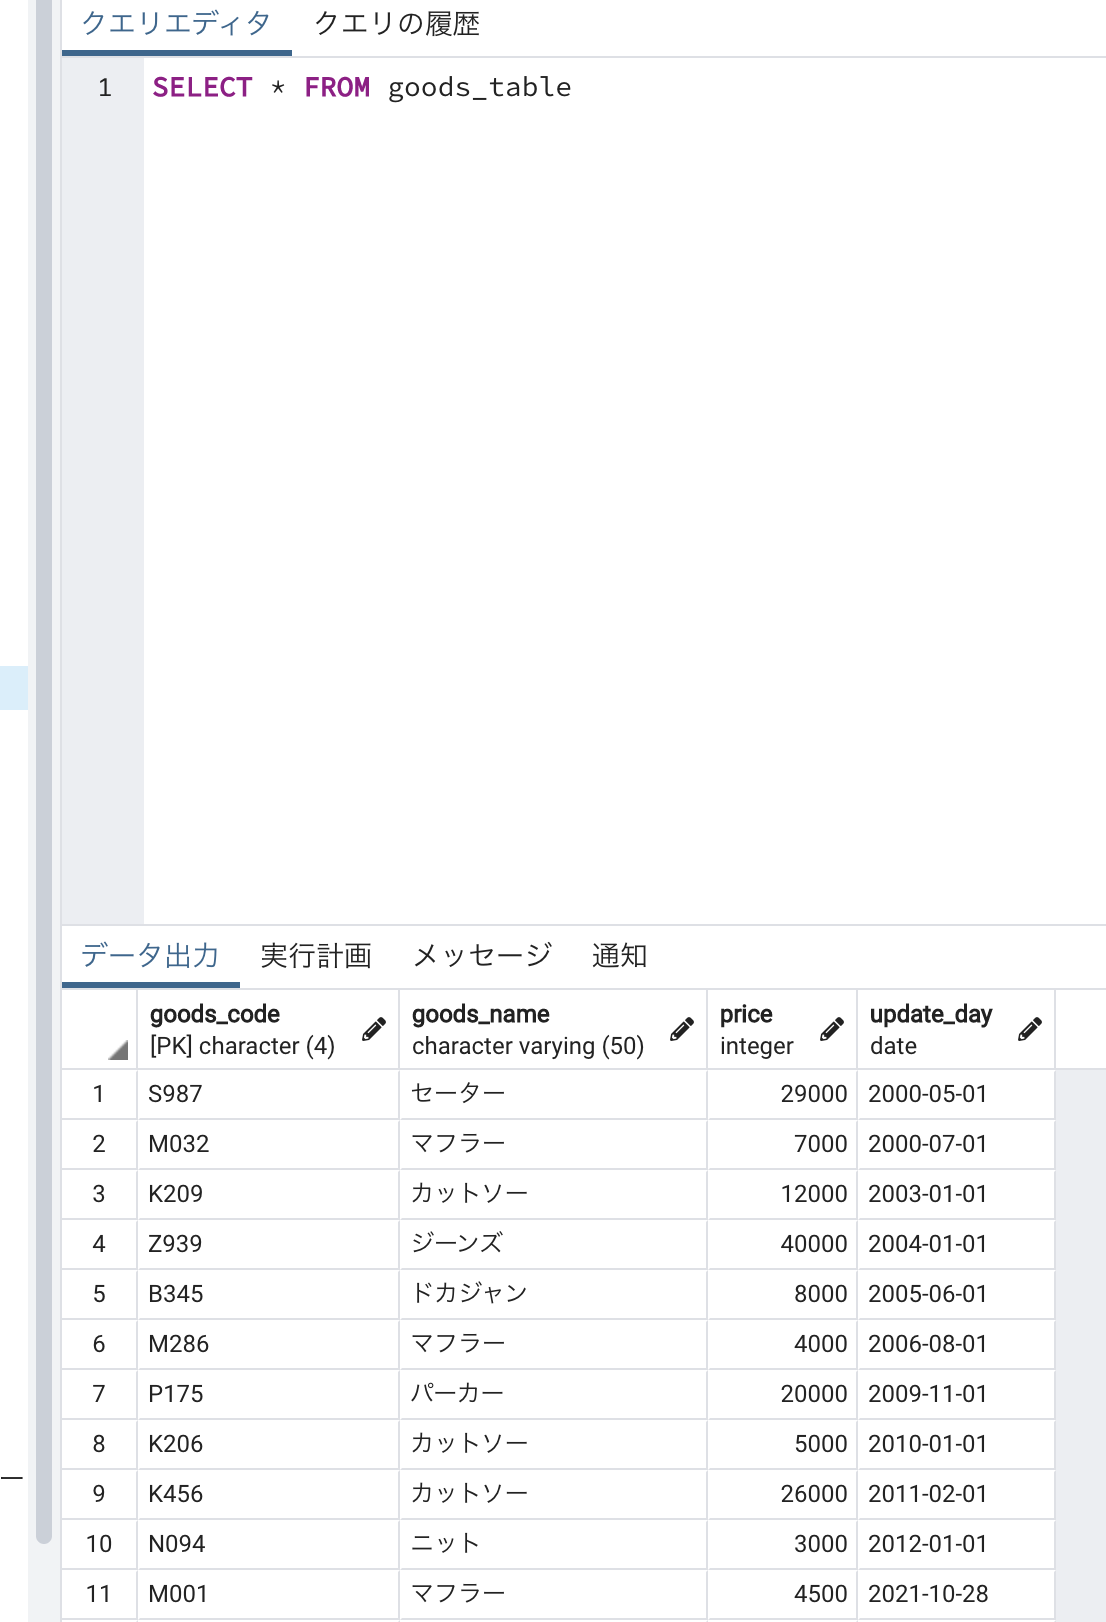 クエリエディタ クエリの履歴
1 SELECT * FROM goods_table
データ出力 実行計画 メッセージ 通知
goods_code goods_name price update_day
[PK] character (4) character varying (50) integer date
1 S987 セーター 29000 2000-05-01
2 M032 マフラー 7000 2000-07-01
3 K209 カットソー 12000 2003-01-01
4 Z939 ジーンズ 40000 2004-01-01
5 B345 ドカジャン 8000 2005-06-01
6 M286 マフラー 4000 2006-08-01
7 P175 パーカー 20000 2009-11-01
8 K206 カットソー 5000 2010-01-01
9 K456 カットソー 26000 2011-02-01
10 N094 ニット 3000 2012-01-01
11 M001 マフラー 4500 2021-10-28